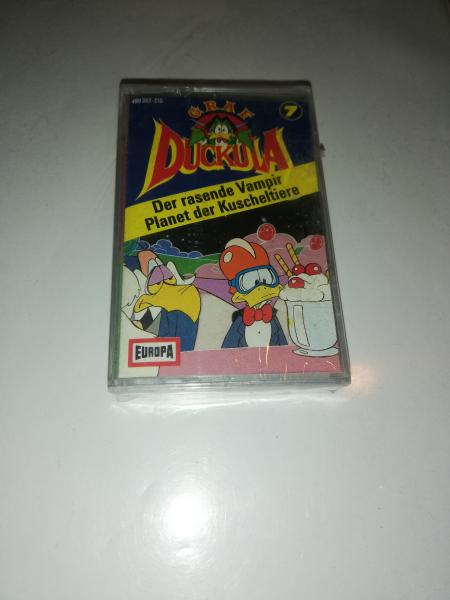 7
GRAF
DUCKULA
Der rasende Vampir
Planet der Kuscheltiere
EUROPA